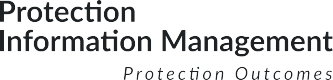 Protection
Information Management
Protection Outcomes